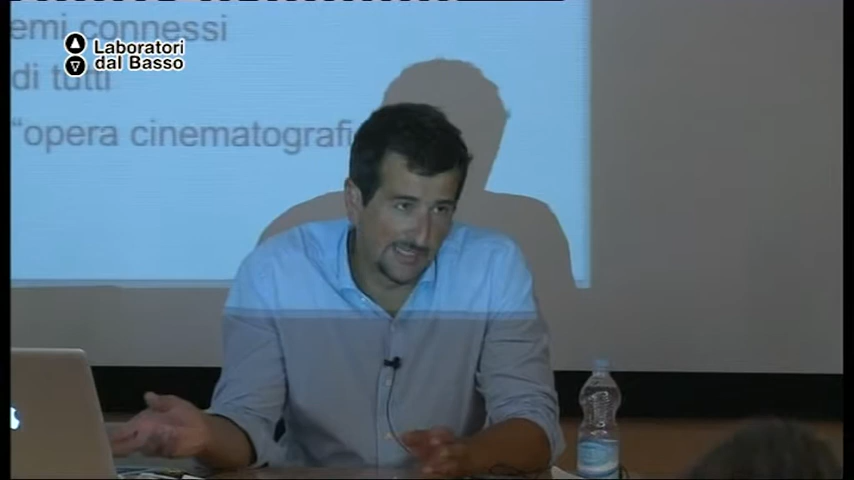 emi connessi
Laboratori
dal Basso
di tutti
“opera cinematografi